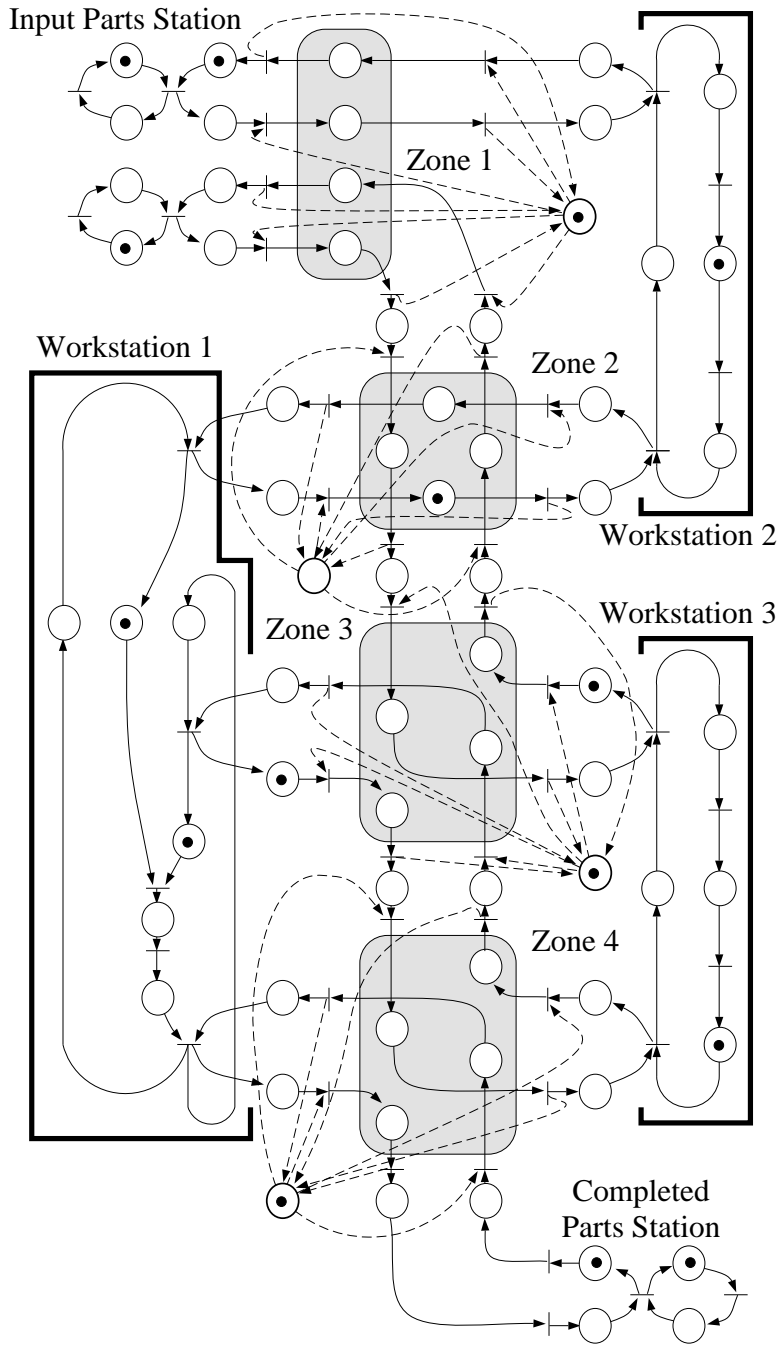 Input Parts Station
Zone 1
Workstation 1
Zone 2
Workstation 2
Zone 3
Workstation 3
Zone 4
Completed
Parts Station